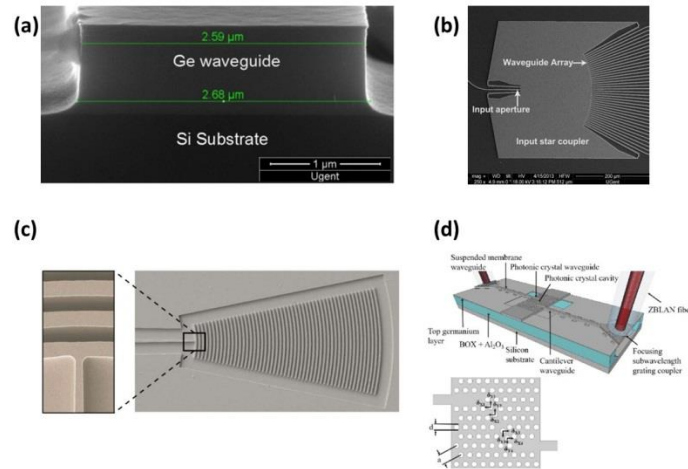 (a)
2.59 µm
Ge waveguide
2.68 µm
Si Substrate
1 µm
Ugent
(b)
Waveguide Array
Input aperture
Input star coupler
200 µm
UGent
(c)
(d)
Suspended membrane
waveguide
Photonic crystal waveguide
Photonic crystal cavity
ZBLAN fibe
Top germanium
layer
BOX + Al₂O₃
Silicon
substrate
Cantilever
waveguide
Focusing
subwavelength
grating coupler
d
a